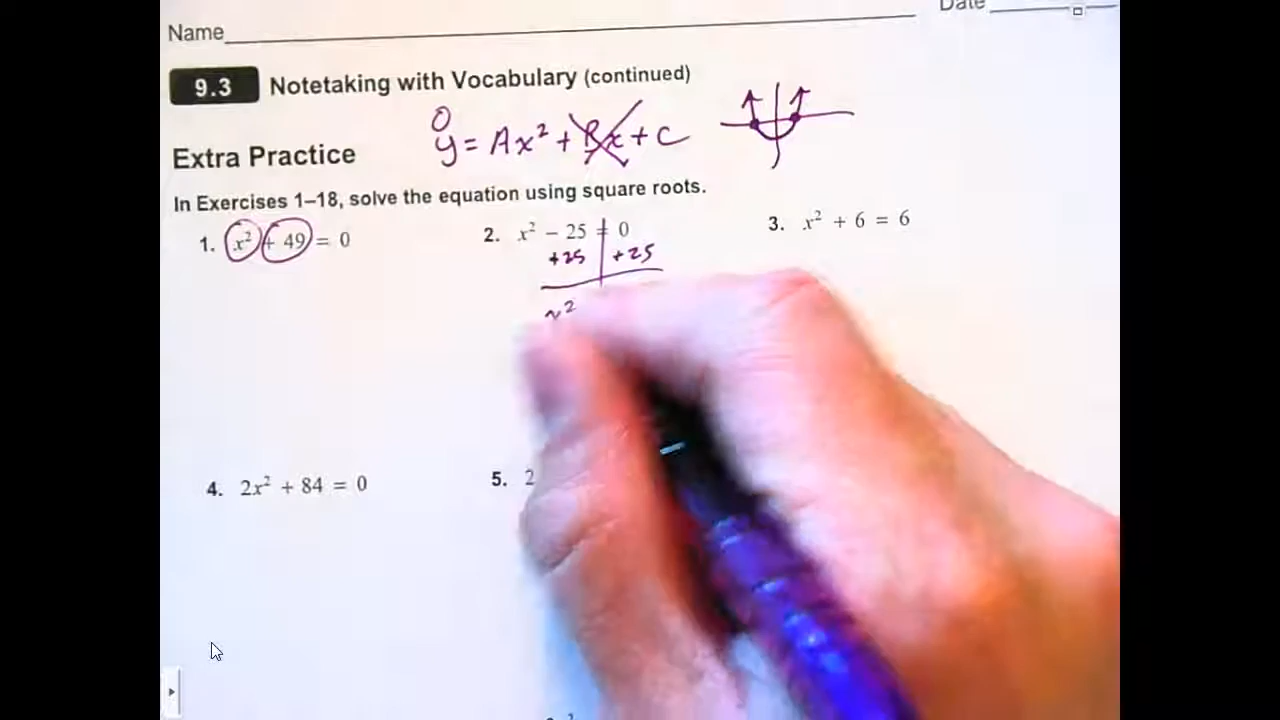 Name Date
9.3 Notetaking with Vocabulary (continued)
0
y = Ax² + Bx + C
Extra Practice
In Exercises 1–18, solve the equation using square roots.
1. x² + 49 = 0 2. x² − 25 = 0 3. x² + 6 = 6
+25 +25
x²
4. 2x² + 84 = 0 5. 2